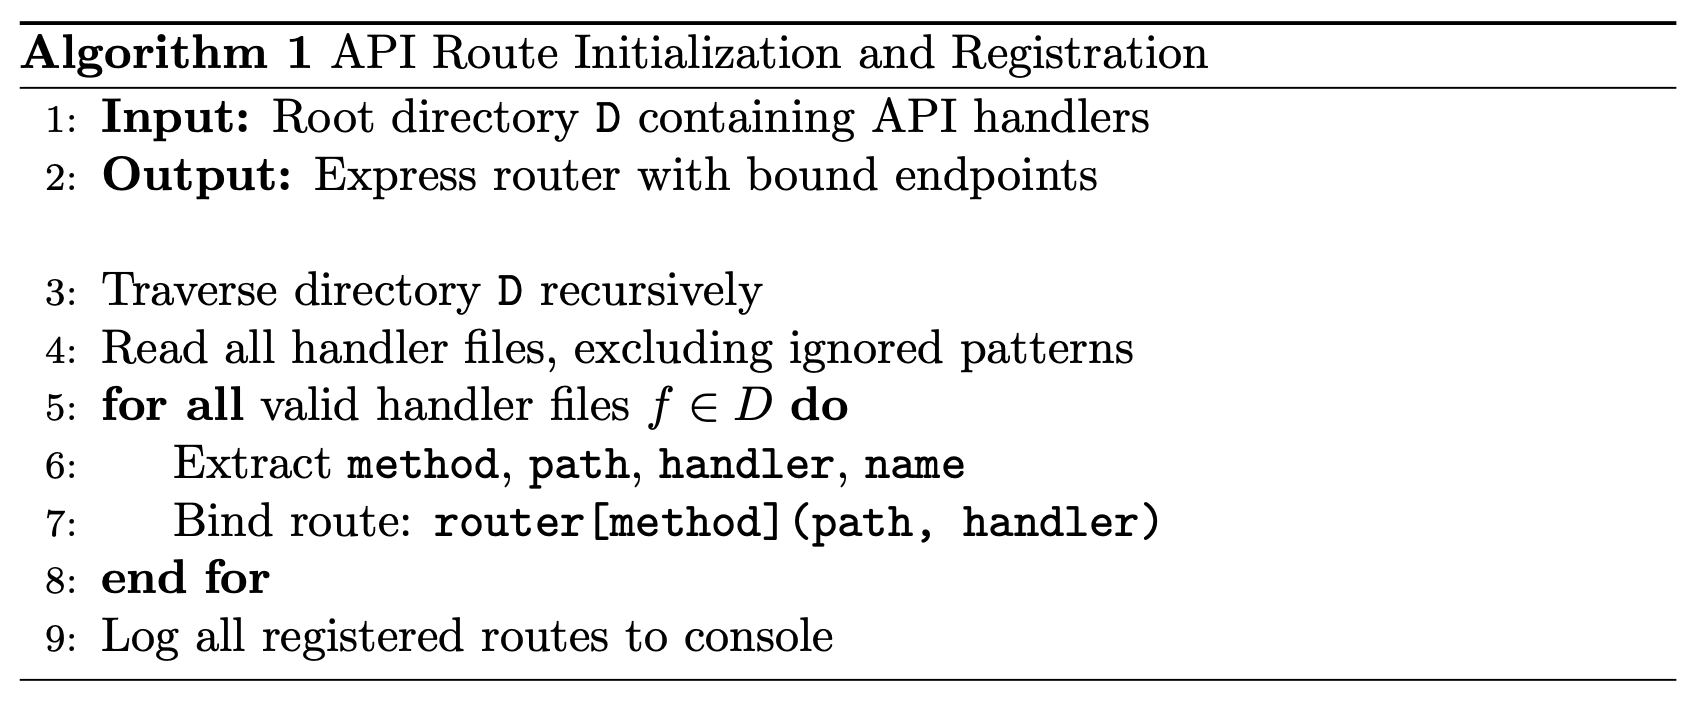 Algorithm 1 API Route Initialization and Registration
1: Input: Root directory D containing API handlers
2: Output: Express router with bound endpoints
3: Traverse directory D recursively
4: Read all handler files, excluding ignored patterns
5: for all valid handler files f ∈ D do
6: Extract method, path, handler, name
7: Bind route: router[method](path, handler)
8: end for
9: Log all registered routes to console